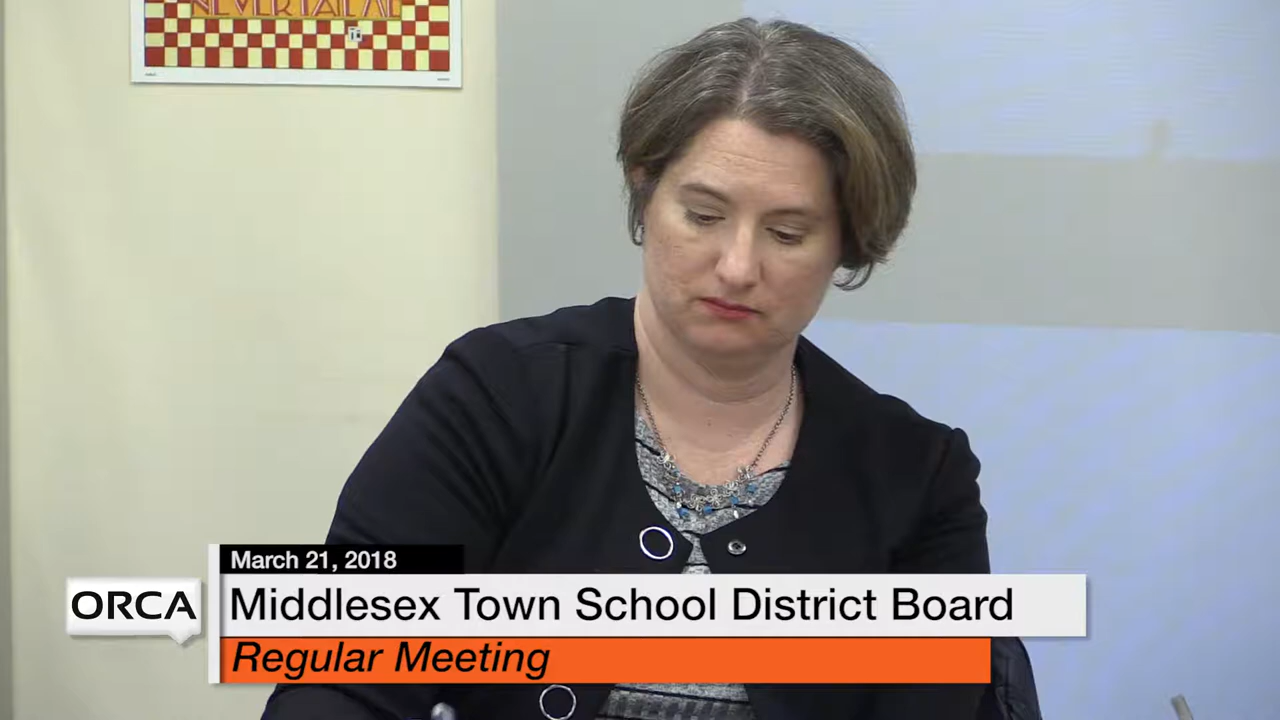 March 21, 2018
ORCA
Middlesex Town School District Board
Regular Meeting